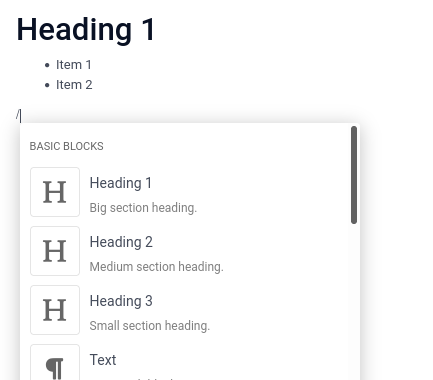 Heading 1
Item 1
Item 2
/
BASIC BLOCKS
H Heading 1
Big section heading.
H Heading 2
Medium section heading.
H Heading 3
Small section heading.
¶ Text